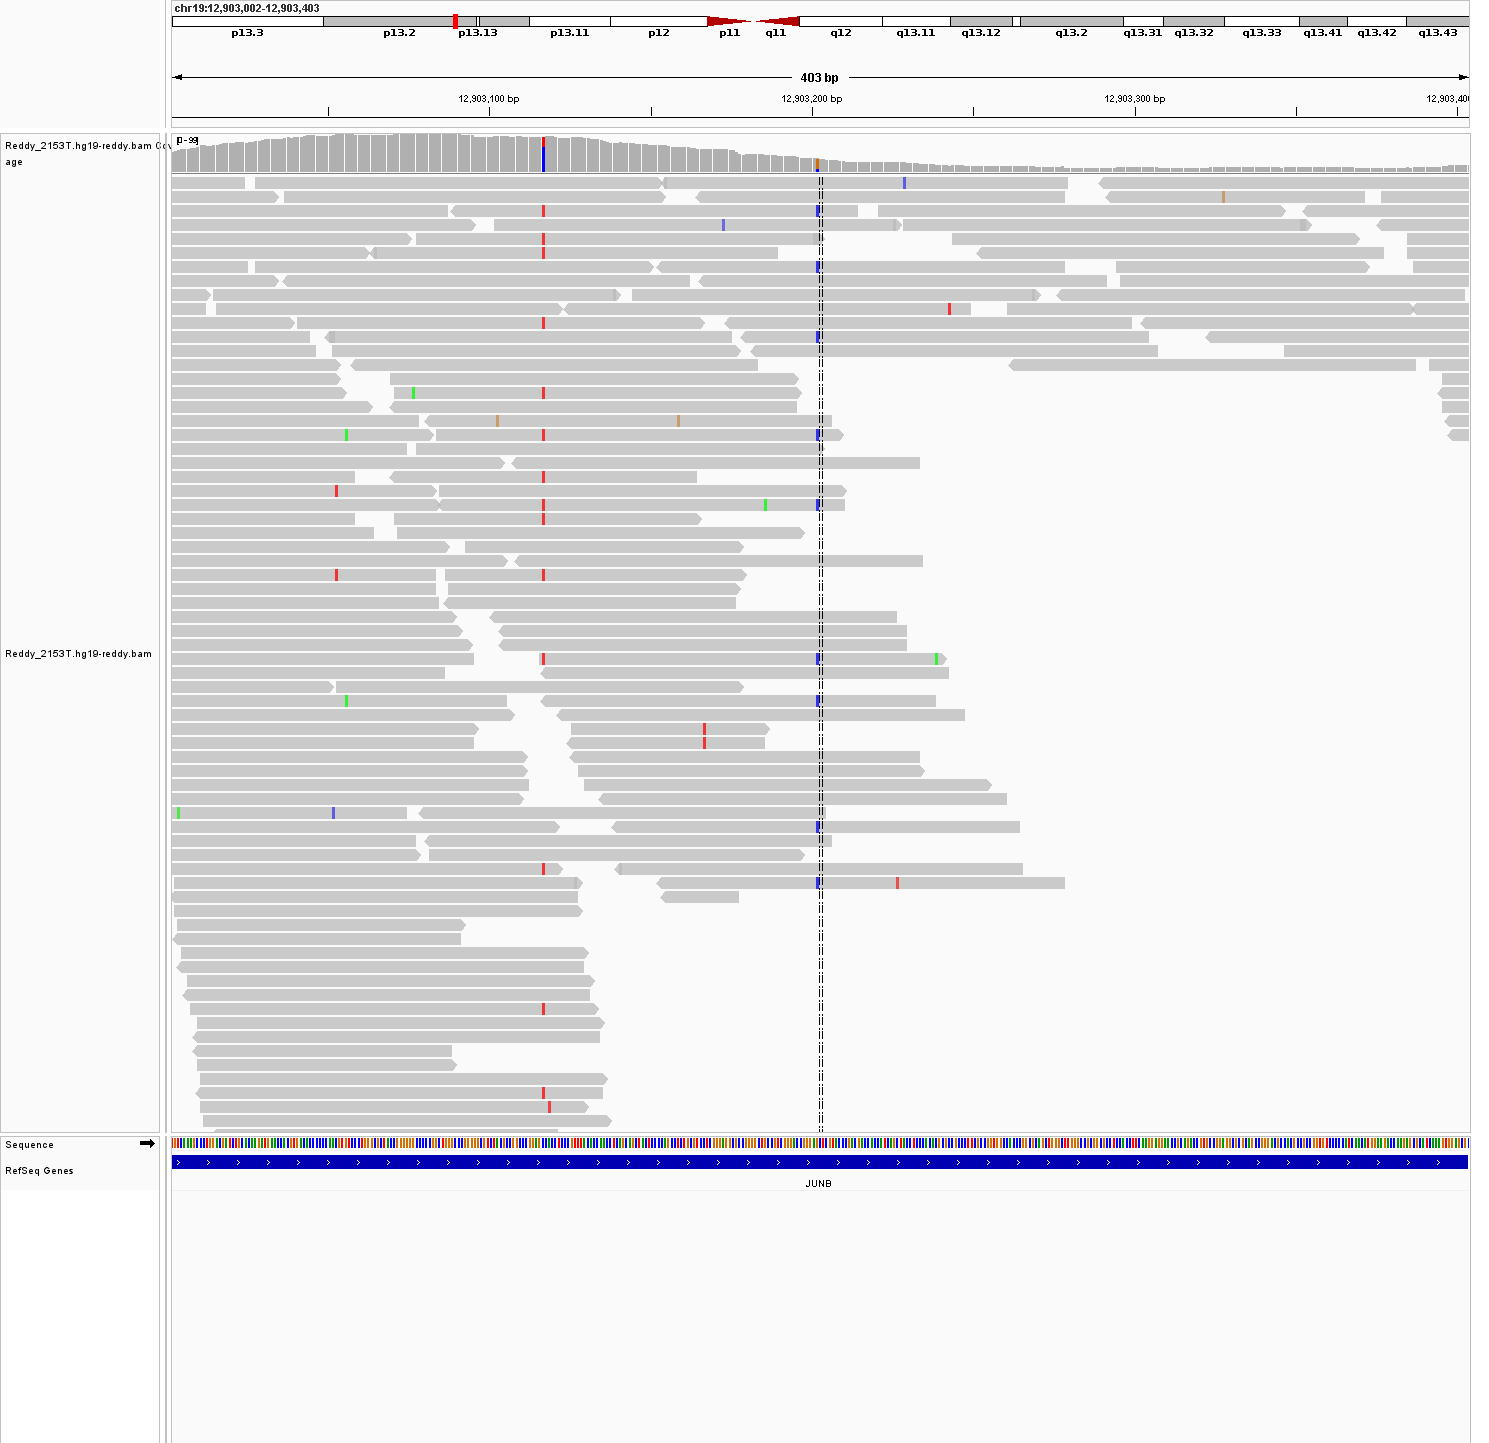 chr19:12,903,002-12,903,403
p13.3 p13.2 p13.13 p13.11 p12 p11 q11 q12 q13.11 q13.12 q13.2 q13.31 q13.32 q13.33 q13.41 q13.42 q13.43
403 bp
12,903,100 bp 12,903,200 bp 12,903,300 bp 12,903,400
Reddy_2153T.hg19-reddy.bam Cov
age
[0 - 99]
Reddy_2153T.hg19-reddy.bam
Sequence
RefSeq Genes
JUNB